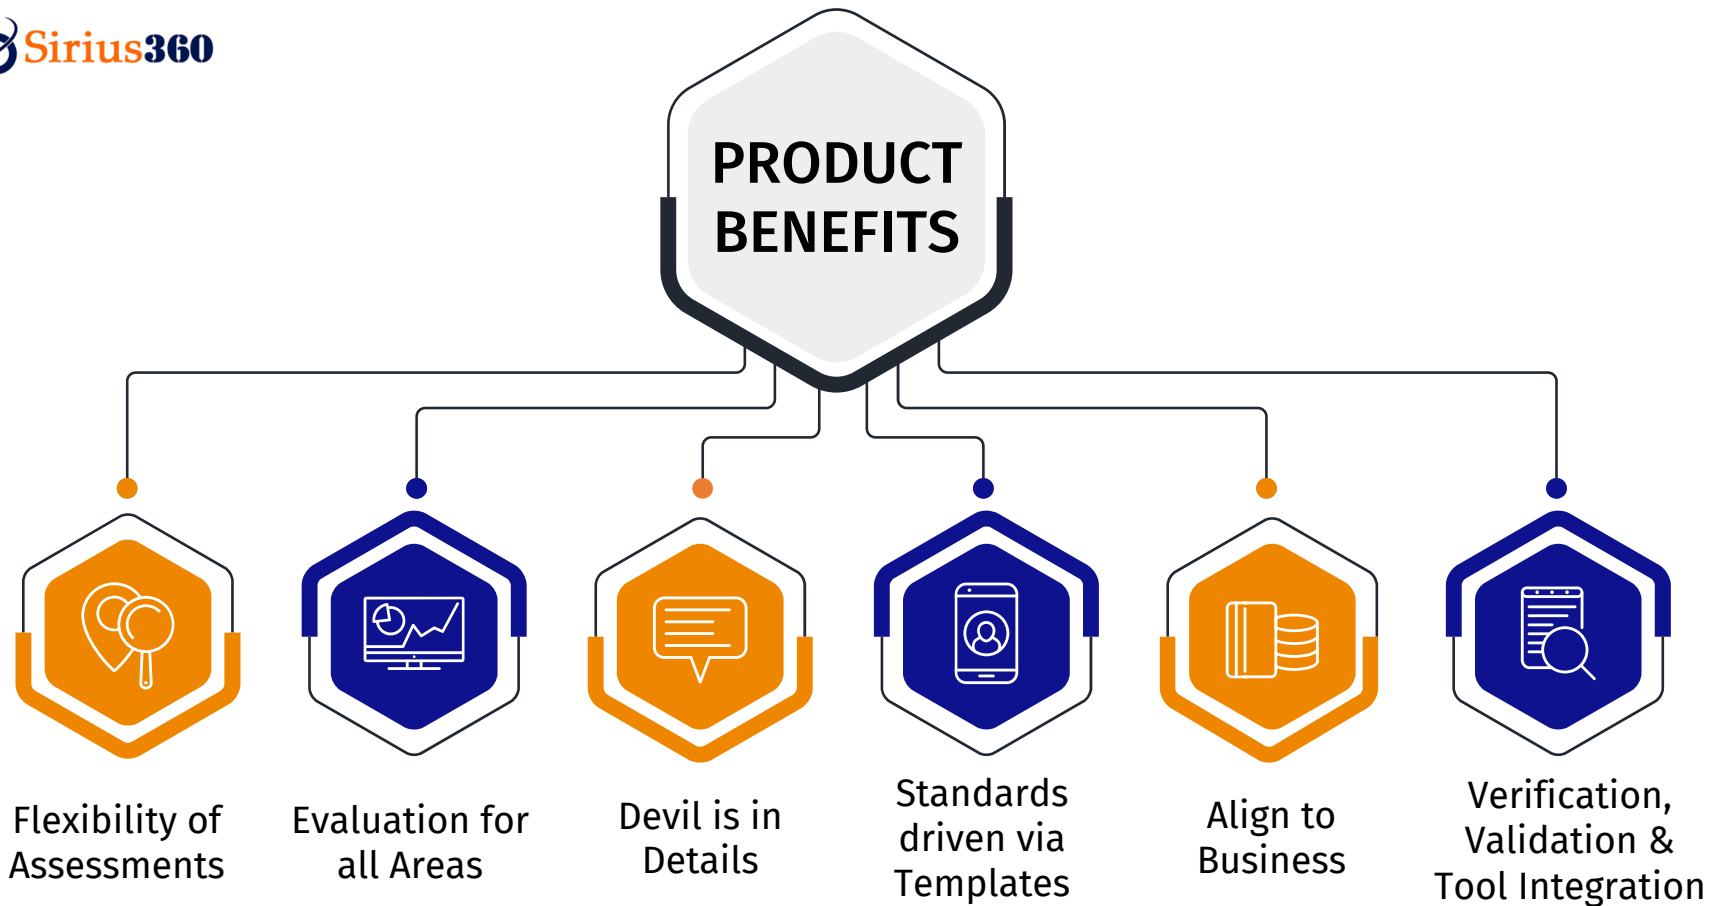 Sirius360
PRODUCT
BENEFITS
Flexibility of
Assessments
Evaluation for
all Areas
Devil is in
Details
Standards
driven via
Templates
Align to
Business
Verification,
Validation &
Tool Integration